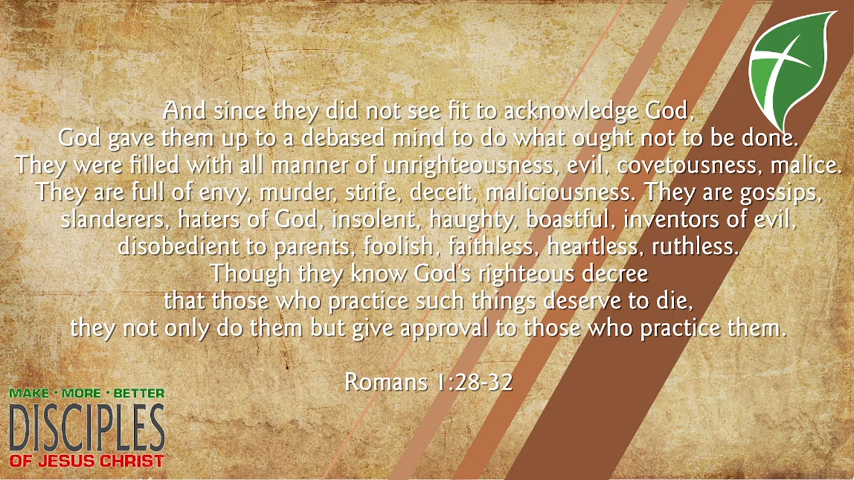 And since they did not see fit to acknowledge God,
God gave them up to a debased mind to do what ought not to be done.
They were filled with all manner of unrighteousness, evil, covetousness, malice.
They are full of envy, murder, strife, deceit, maliciousness. They are gossips,
slanderers, haters of God, insolent, haughty, boastful, inventors of evil,
disobedient to parents, foolish, faithless, heartless, ruthless.
Though they know God's righteous decree
that those who practice such things deserve to die,
they not only do them but give approval to those who practice them.
Romans 1:28-32
MAKE · MORE · BETTER
DISCIPLES
OF JESUS CHRIST